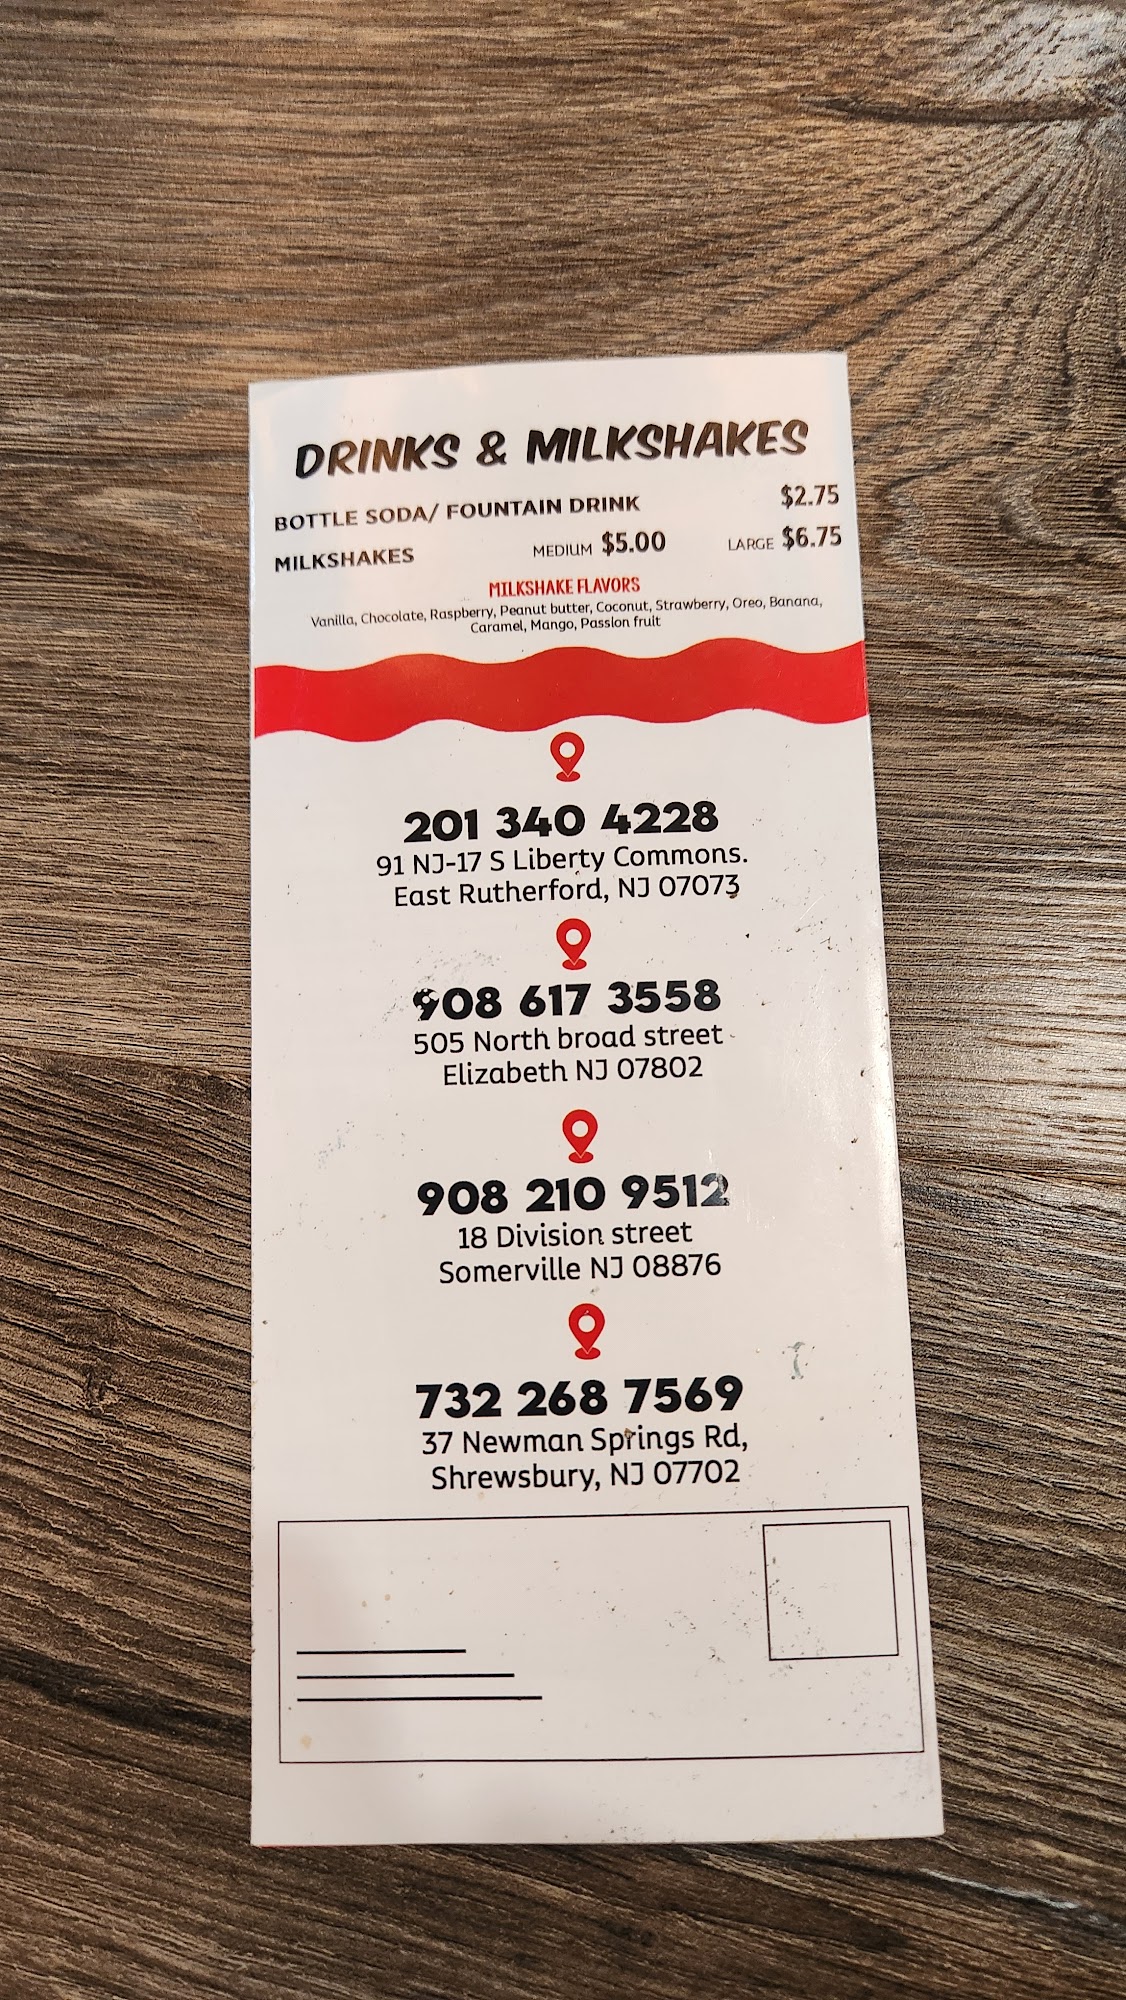 DRINKS & MILKSHAKES
BOTTLE SODA/ FOUNTAIN DRINK $2.75
MILKSHAKES MEDIUM $5.00 LARGE $6.75
MILKSHAKE FLAVORS
Vanilla, Chocolate, Raspberry, Peanut butter, Coconut, Strawberry, Oreo, Banana,
Caramel, Mango, Passion fruit
201 340 4228
91 NJ-17 S Liberty Commons.
East Rutherford, NJ 07073
908 617 3558
505 North broad street
Elizabeth NJ 07802
908 210 9512
18 Division street
Somerville NJ 08876
732 268 7569
37 Newman Springs Rd,
Shrewsbury, NJ 07702